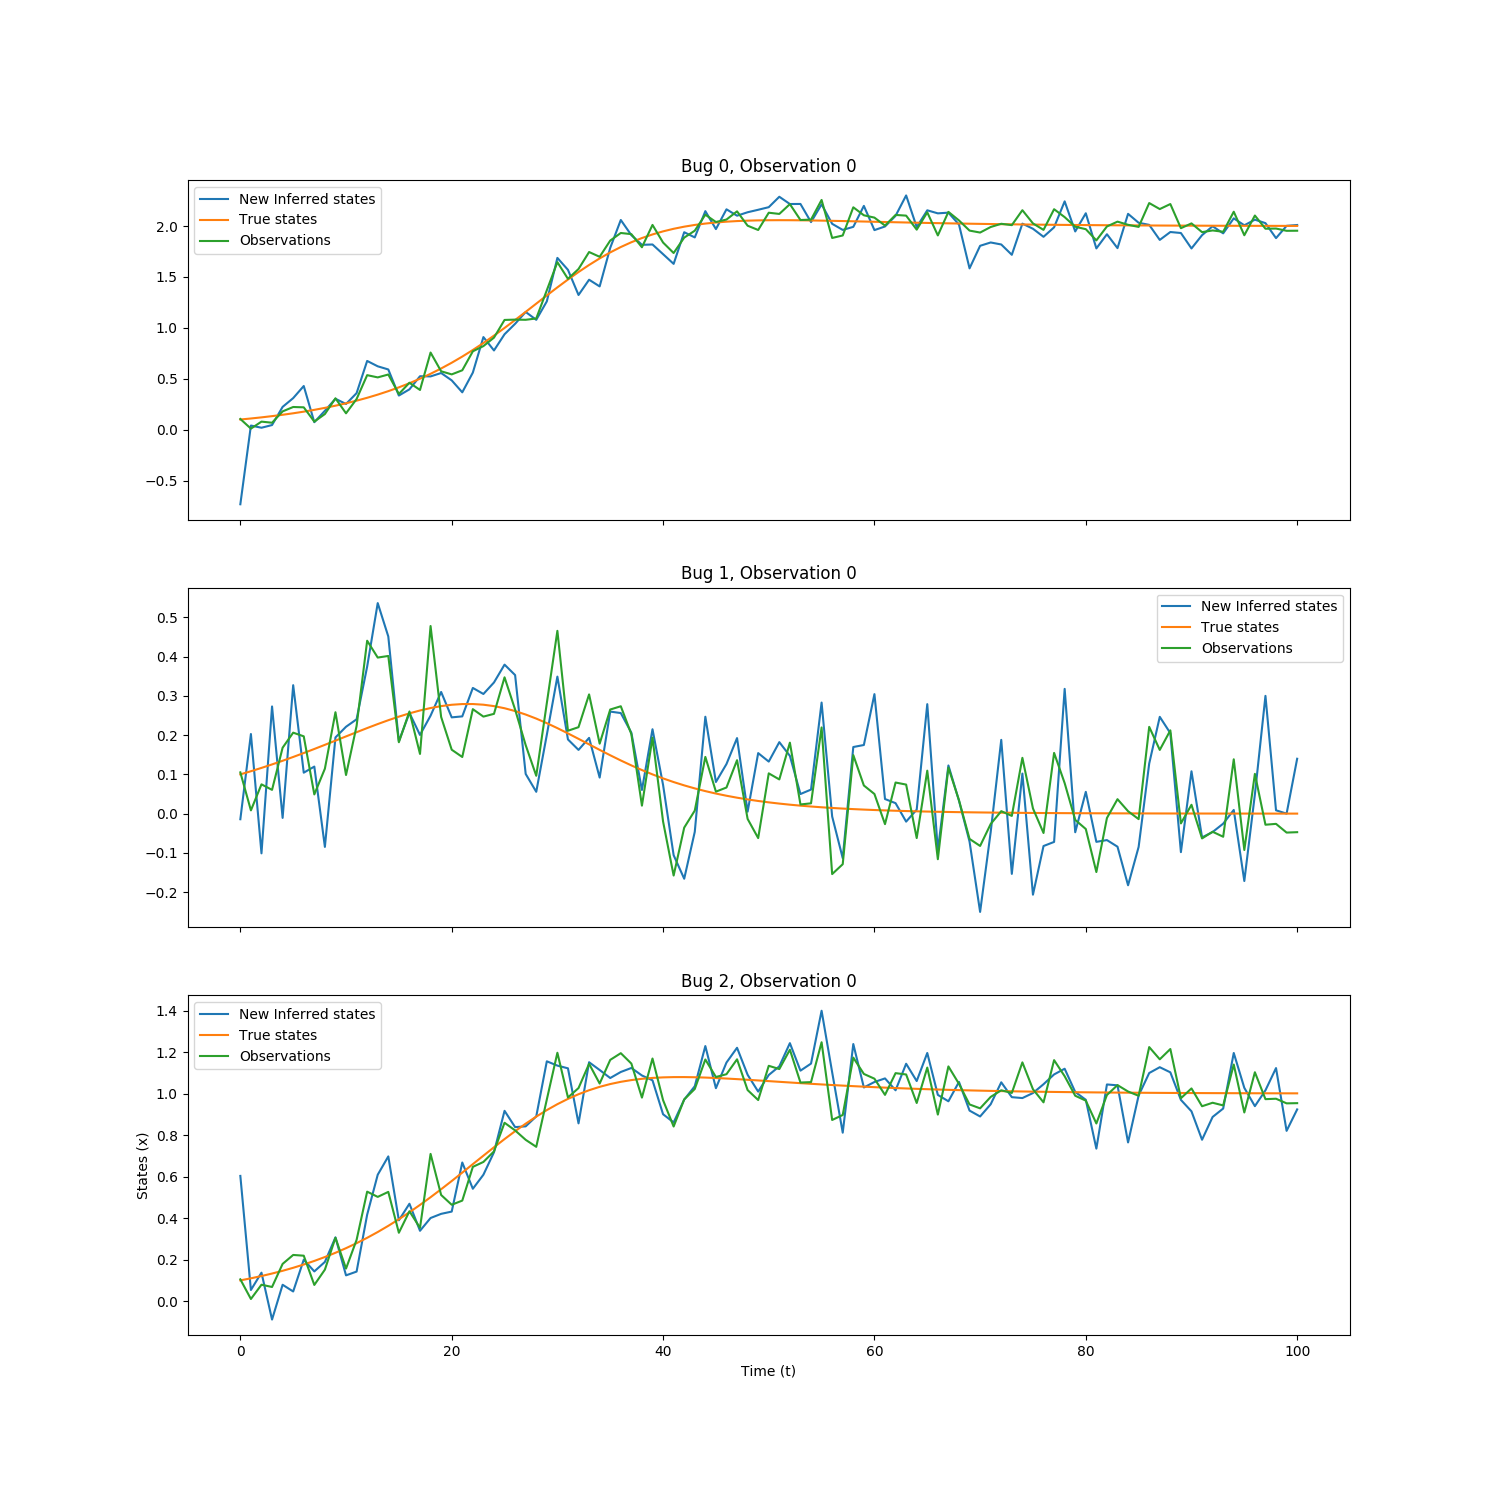 Bug 0, Observation 0
New Inferred states
True states
Observations
2.0
1.5
1.0
0.5
0.0
−0.5
Bug 1, Observation 0
New Inferred states
True states
Observations
0.5
0.4
0.3
0.2
0.1
0.0
−0.1
−0.2
Bug 2, Observation 0
New Inferred states
True states
Observations
1.4
1.2
1.0
0.8
0.6
0.4
0.2
0.0
States (x)
0 20 40 60 80 100
Time (t)